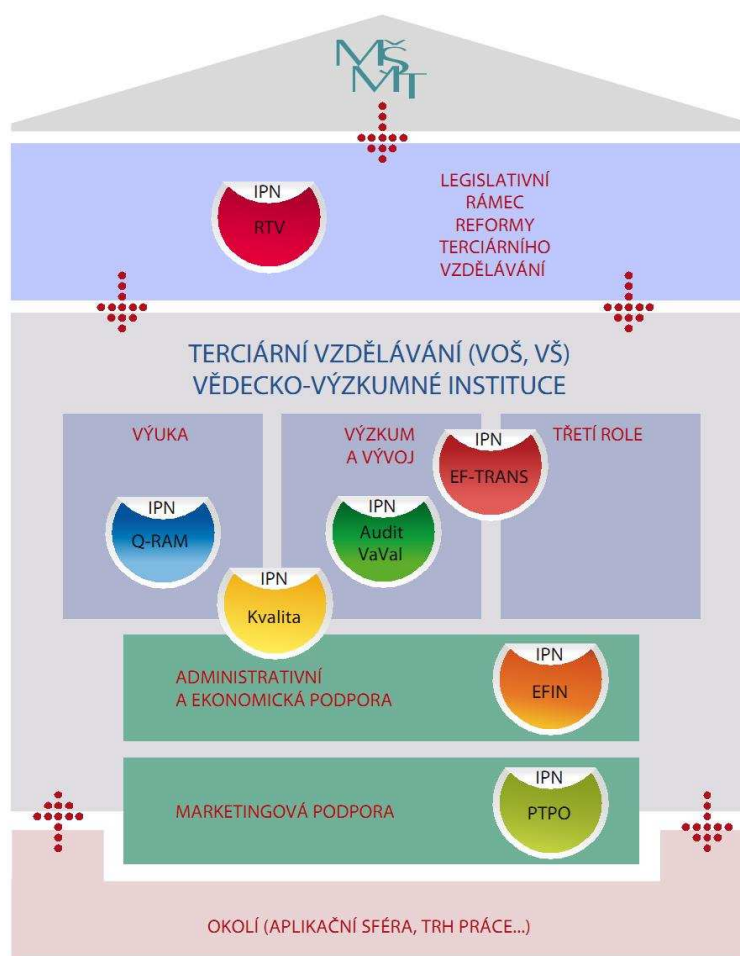 MŠ
MT
IPN
RTV
LEGISLATIVNÍ
RÁMEC
REFORMY
TERCIÁRNÍHO
VZDĚLÁVÁNÍ
TERCIÁRNÍ VZDĚLÁVÁNÍ (VOŠ, VŠ)
VĚDECKO-VÝZKUMNÉ INSTITUCE
VÝUKA
IPN
Q-RAM
VÝZKUM
A VÝVOJ
IPN
EF-TRANS
TŘETÍ ROLE
IPN
Audit
VaVaI
IPN
Kvalita
ADMINISTRATIVNÍ
A EKONOMICKÁ PODPORA
IPN
EFIN
MARKETINGOVÁ PODPORA
IPN
PTPO
OKOLÍ (APLIKAČNÍ SFÉRA, TRH PRÁCE...)